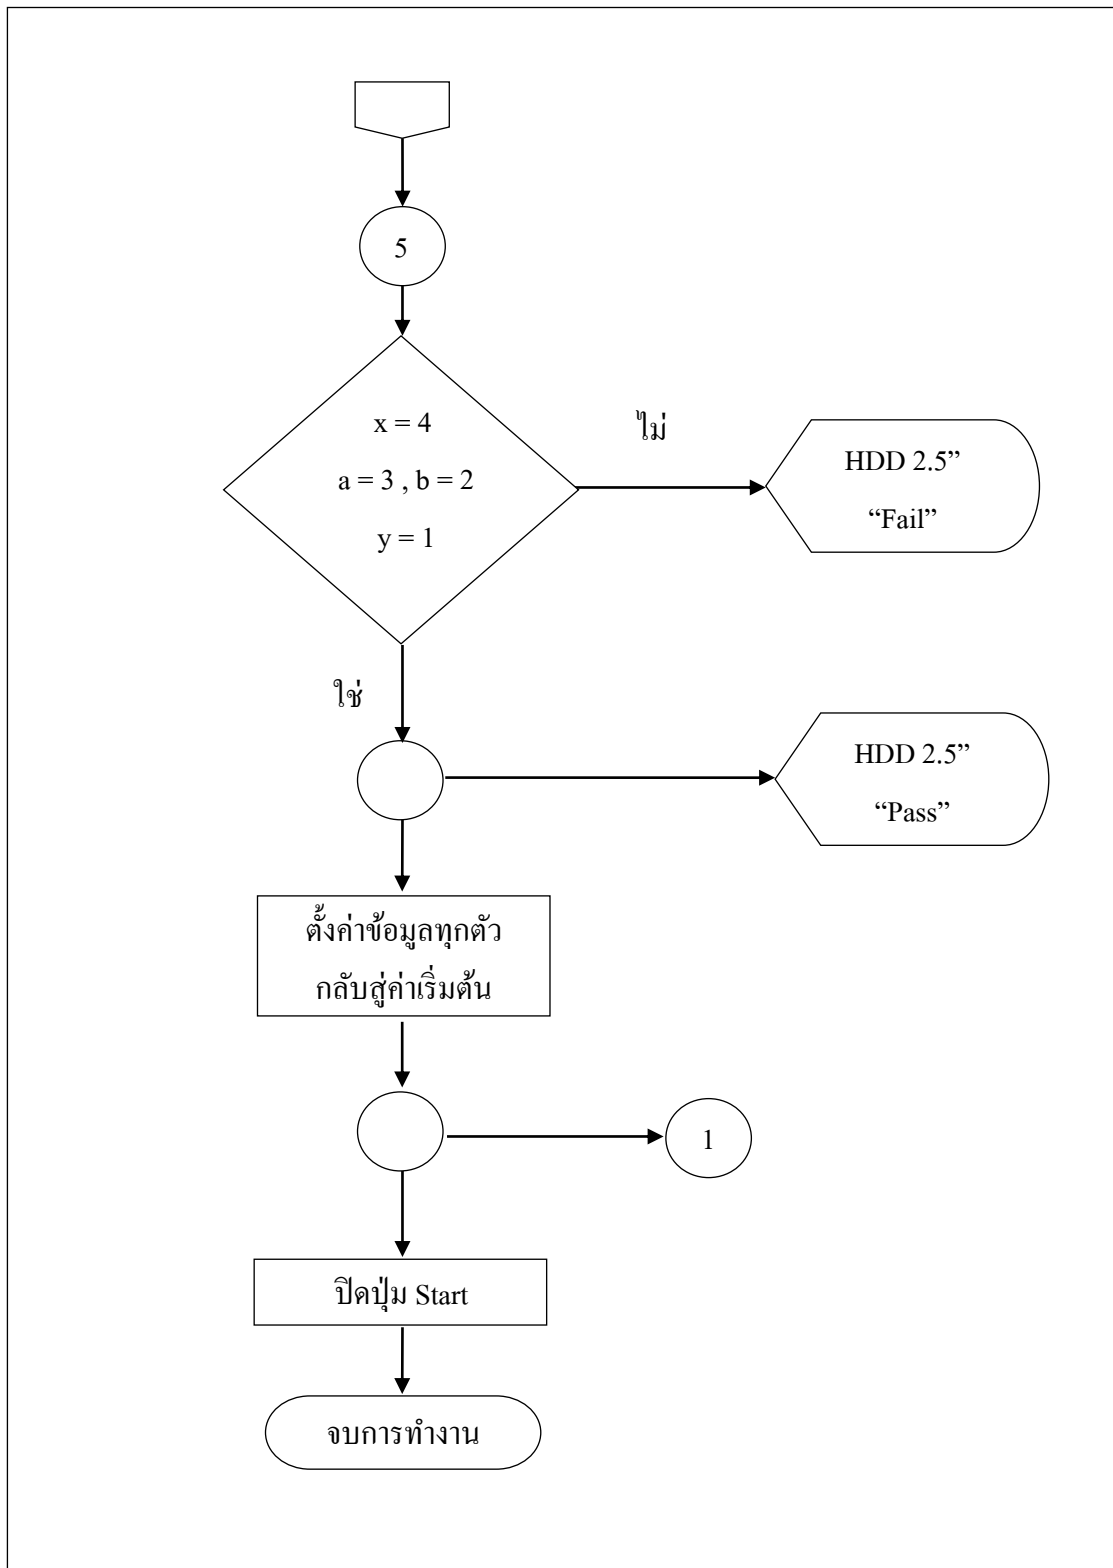 5
x = 4
a = 3 , b = 2
y = 1
ไม่
HDD 2.5”
“Fail”
ใช่
HDD 2.5”
“Pass”
ตั้งค่าข้อมูลทุกตัว
กลับสู่ค่าเริ่มต้น
1
ปิดปุ่ม Start
จบการทำงาน